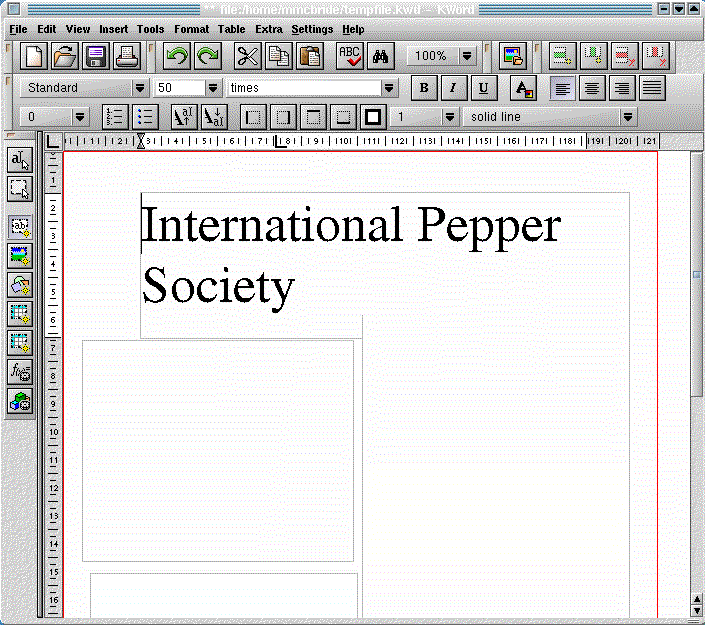 ** file:/home/mmcbride/tempfile.kwd - KWord
File Edit View Insert Tools Format Extra Table Settings Help
ABC 100%
Standard 50 times B I U A
0 1 solid line
International Pepper
Society